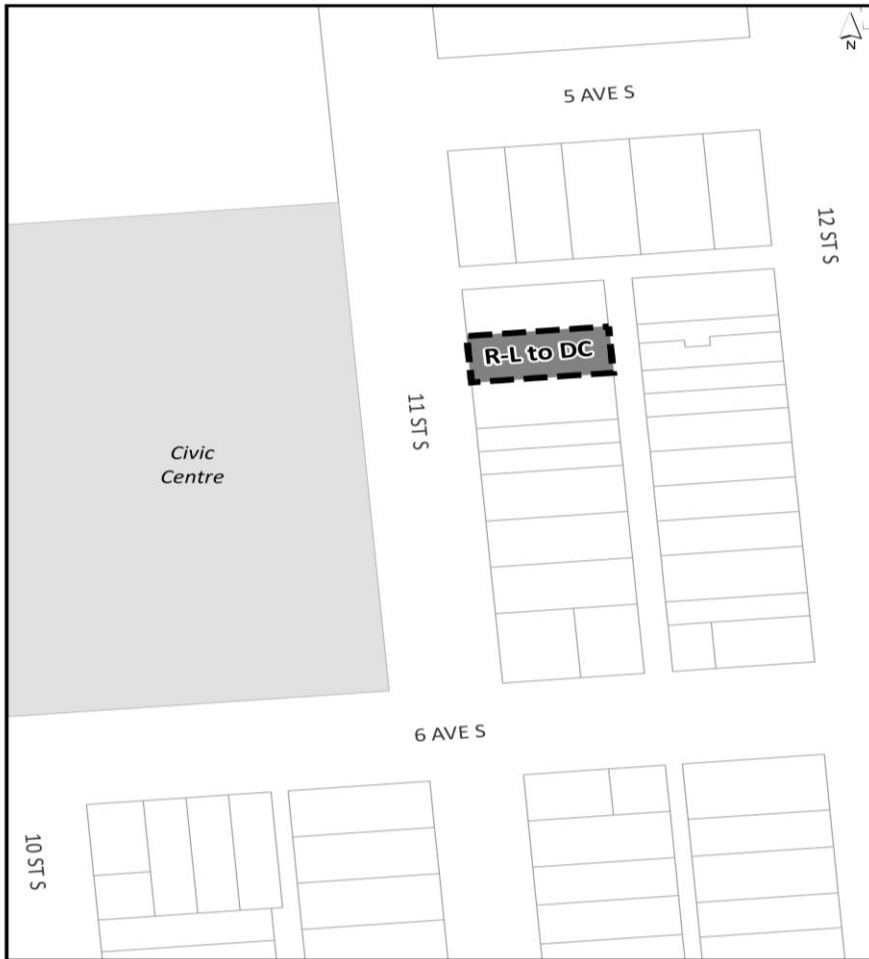 N
5 AVE S
12 ST S
R-L to DC
11 ST S
Civic
Centre
6 AVE S
10 ST S